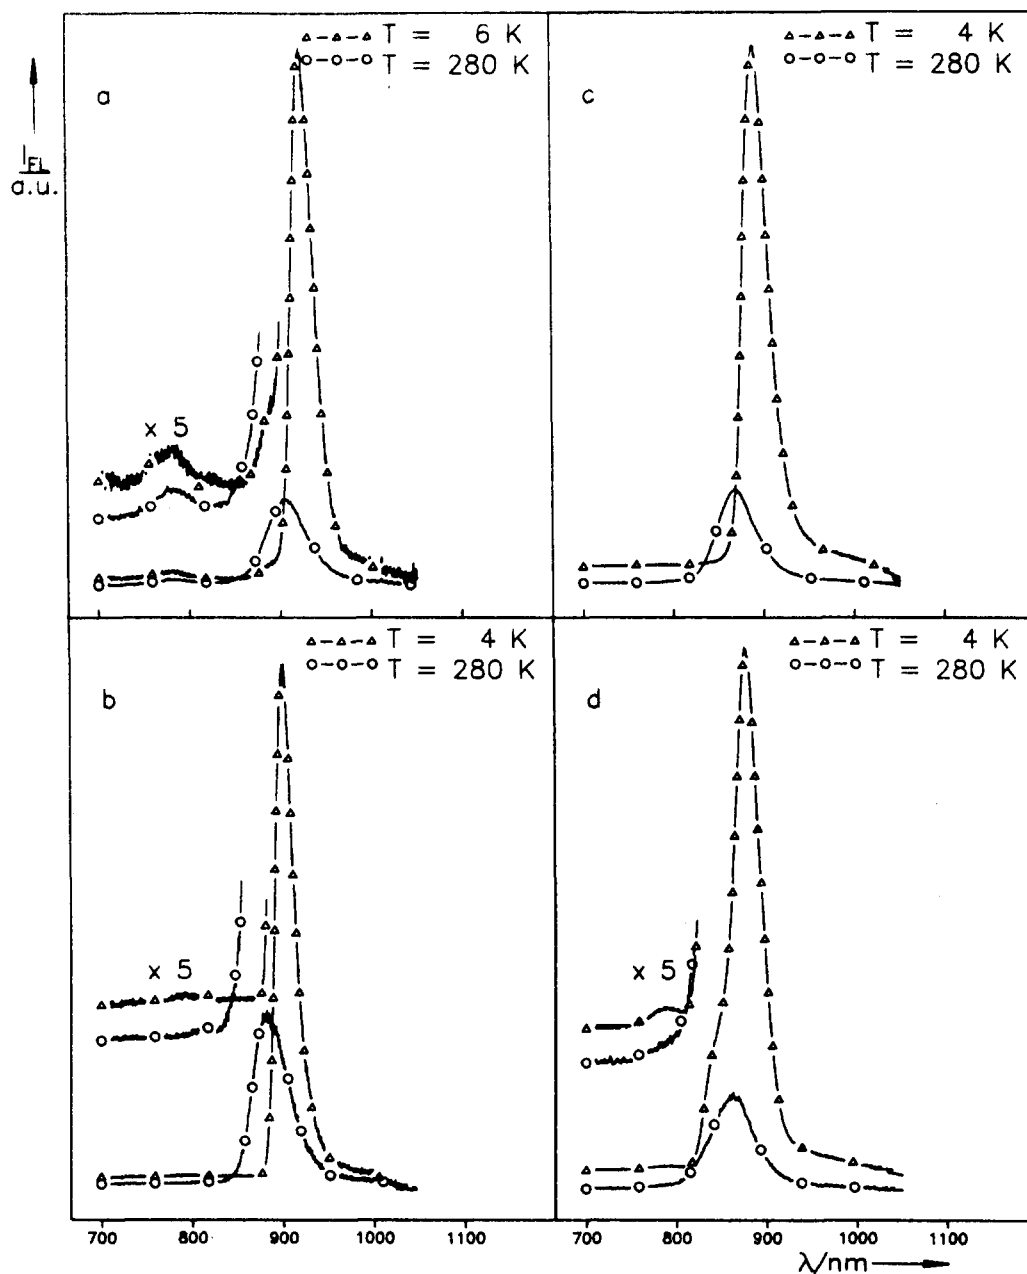 T = 6 K
T = 280 K
a
I_FL
a.u.
x 5
T = 4 K
T = 280 K
c
T = 4 K
T = 280 K
b
x 5
T = 4 K
T = 280 K
d
x 5
700 800 900 1000 1100
700 800 900 1000 1100
λ/nm